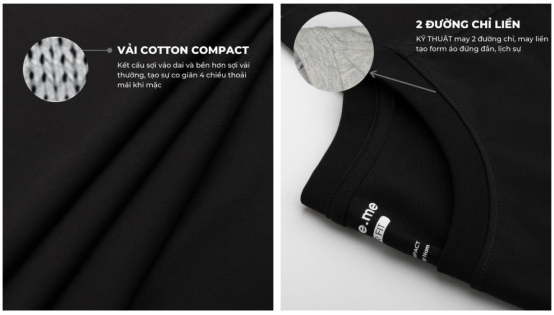 VẢI COTTON COMPACT
Kết cấu sợi vào dai và bền hơn sợi vải
thường, tạo sự co giãn 4 chiều thoải
mái khi mặc
2 ĐƯỜNG CHỈ LIỀN
KỸ THUẬT may 2 đường chỉ, may liền
tạo form áo đứng đắn, lịch sự
e.me
FIT